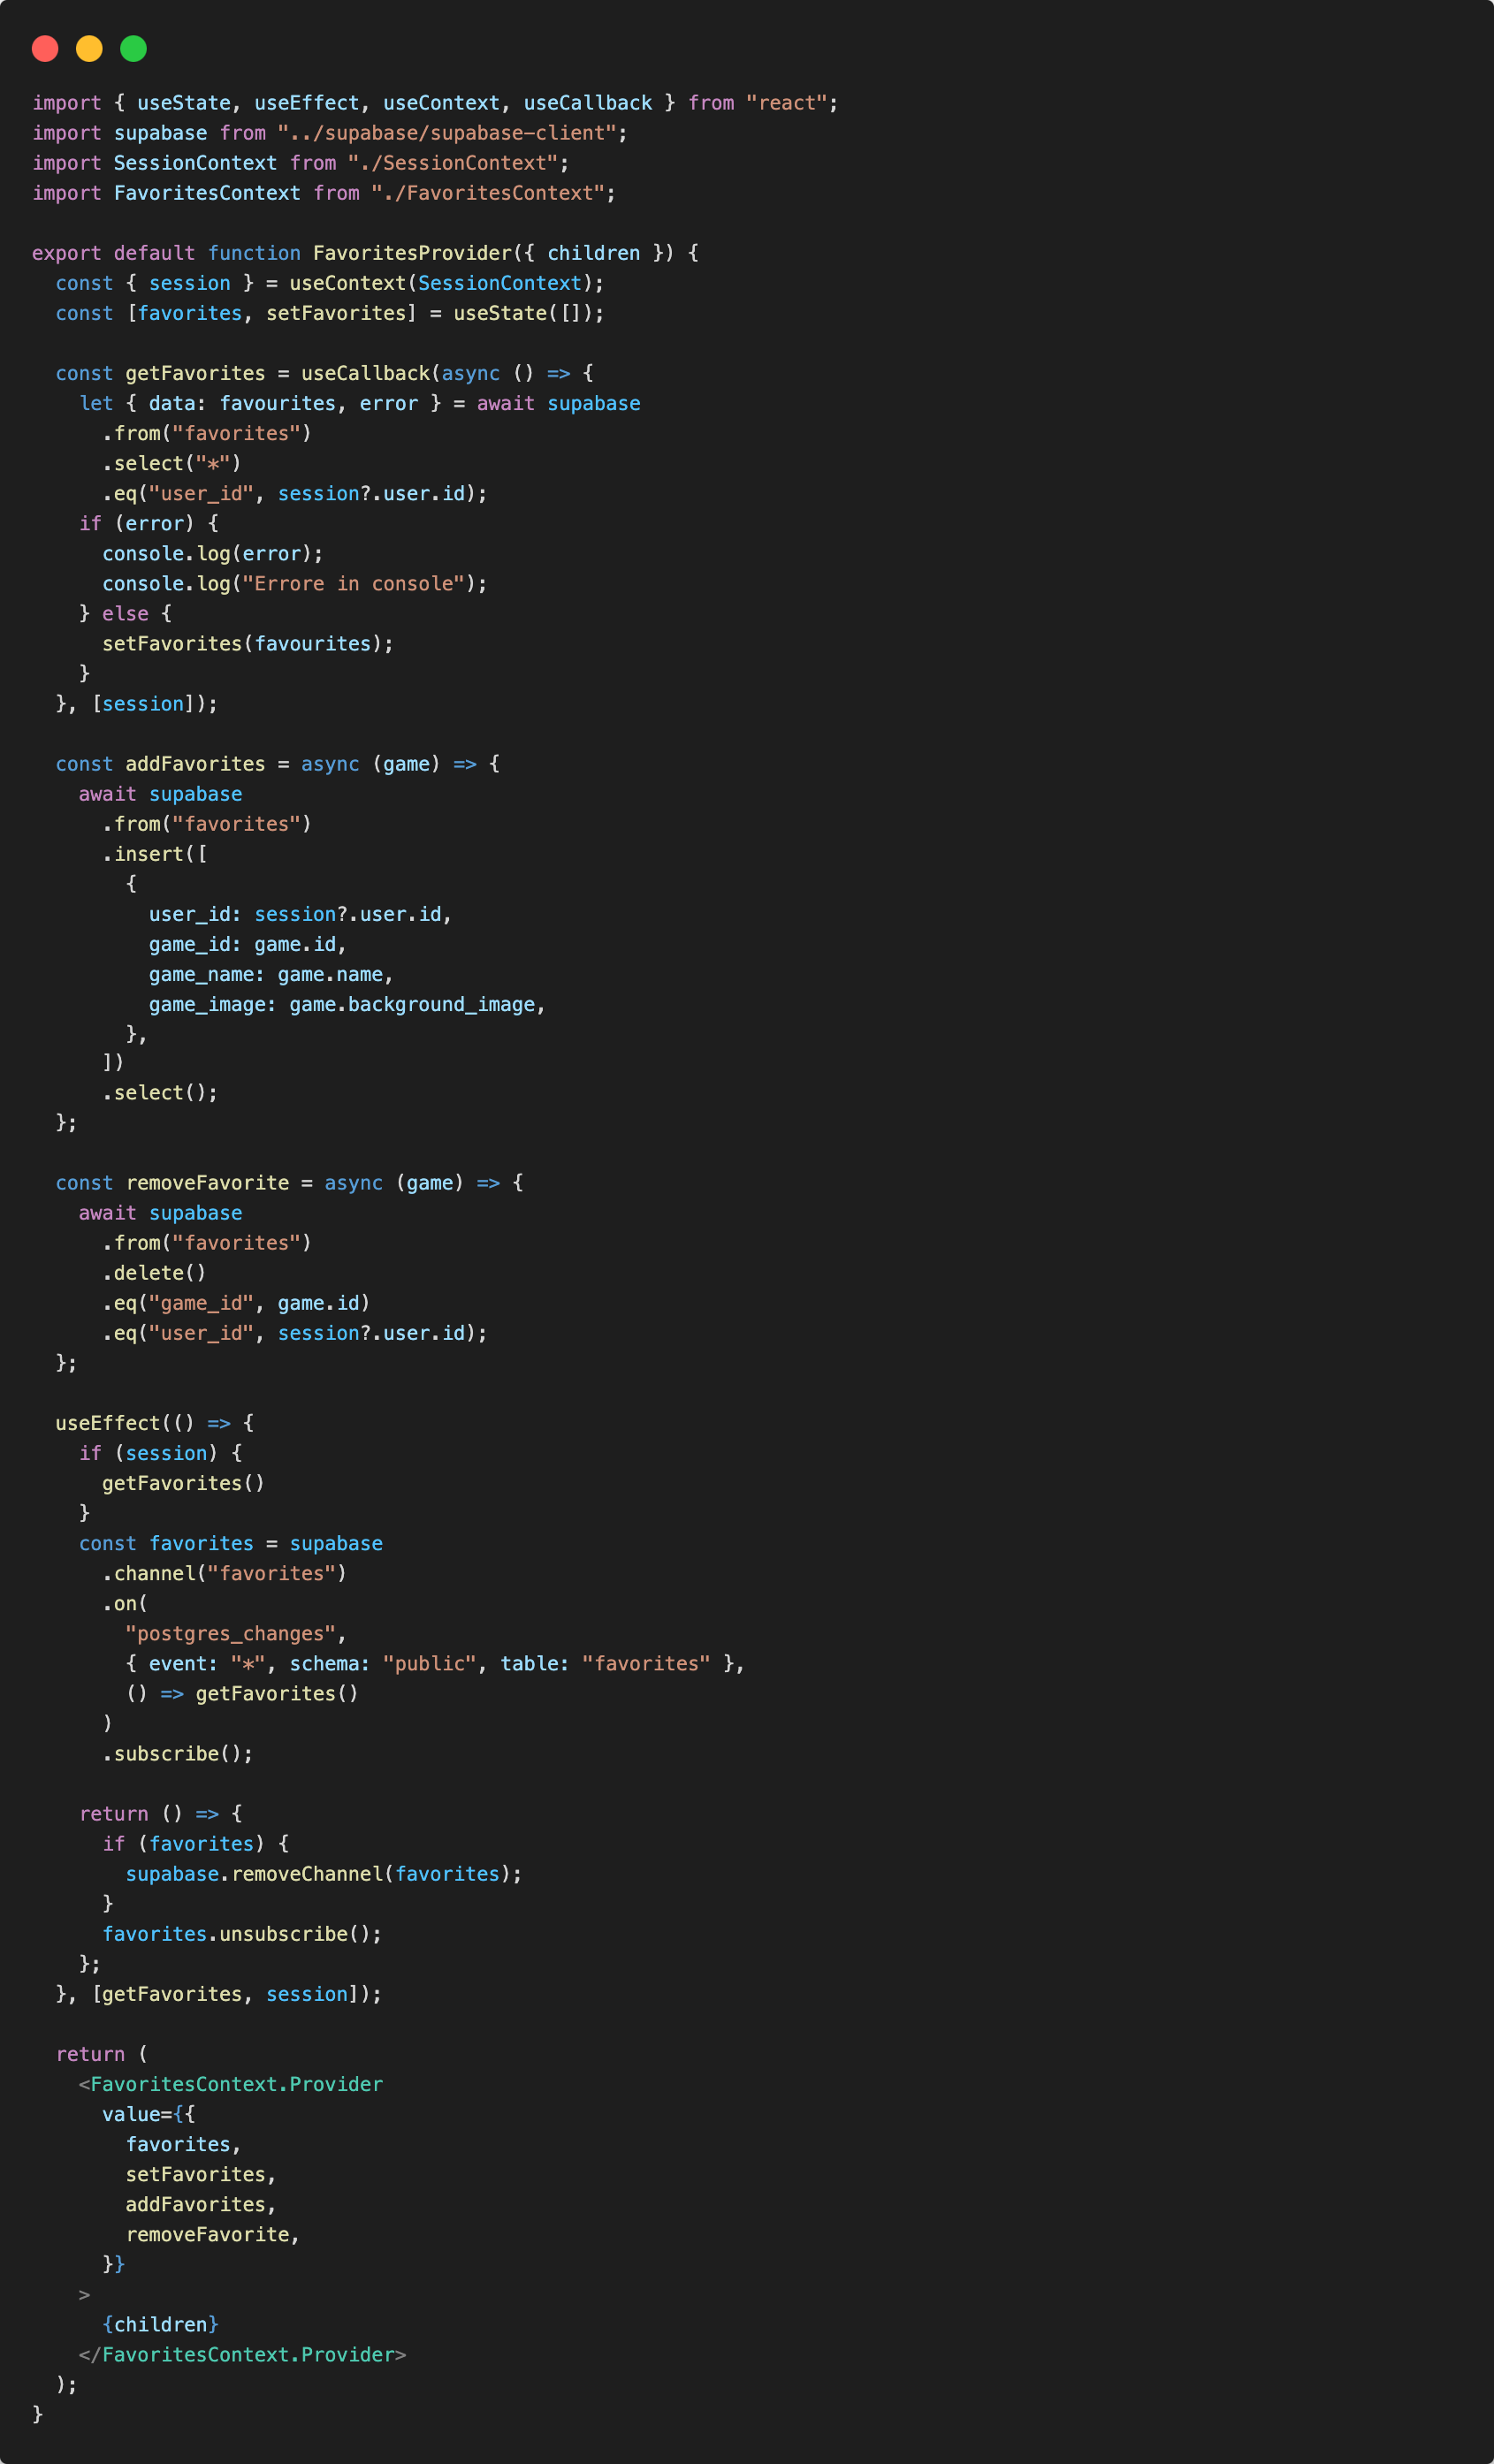 import { useState, useEffect, useContext, useCallback } from "react";
import supabase from "../supabase/supabase-client";
import SessionContext from "./SessionContext";
import FavoritesContext from "./FavoritesContext";

export default function FavoritesProvider({ children }) {
  const { session } = useContext(SessionContext);
  const [favorites, setFavorites] = useState([]);

  const getFavorites = useCallback(async () => {
    let { data: favourites, error } = await supabase
      .from("favorites")
      .select("*")
      .eq("user_id", session?.user.id);
    if (error) {
      console.log(error);
      console.log("Errore in console");
    } else {
      setFavorites(favourites);
    }
  }, [session]);

  const addFavorites = async (game) => {
    await supabase
      .from("favorites")
      .insert([
        {
          user_id: session?.user.id,
          game_id: game.id,
          game_name: game.name,
          game_image: game.background_image,
        },
      ])
      .select();
  };

  const removeFavorite = async (game) => {
    await supabase
      .from("favorites")
      .delete()
      .eq("game_id", game.id)
      .eq("user_id", session?.user.id);
  };

  useEffect(() => {
    if (session) {
      getFavorites()
    }
    const favorites = supabase
      .channel("favorites")
      .on(
        "postgres_changes",
        { event: "*", schema: "public", table: "favorites" },
        () => getFavorites()
      )
      .subscribe();

    return () => {
      if (favorites) {
        supabase.removeChannel(favorites);
      }
      favorites.unsubscribe();
    };
  }, [getFavorites, session]);

  return (
    <FavoritesContext.Provider
      value={{
        favorites,
        setFavorites,
        addFavorites,
        removeFavorite,
      }}
    >
      {children}
    </FavoritesContext.Provider>
  );
}